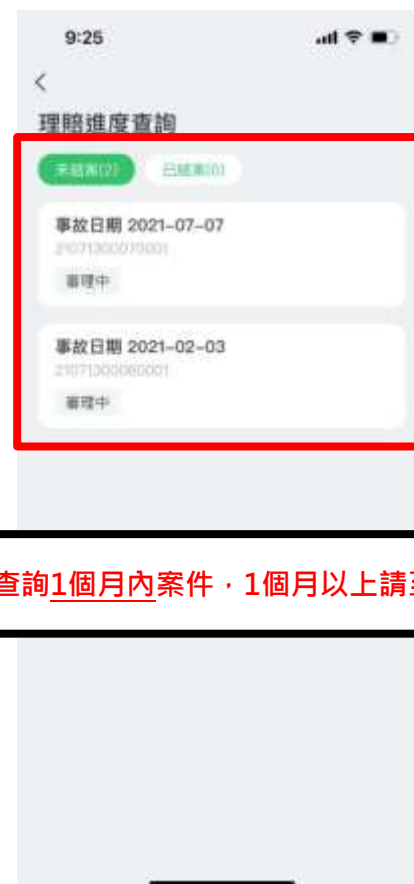 9:25
理賠進度查詢
未結案(2) 已結案(0)
事故日期 2021-07-07
21071300070001
審理中
事故日期 2021-02-03
21071300060001
審理中
查詢1個月內案件，1個月以上請